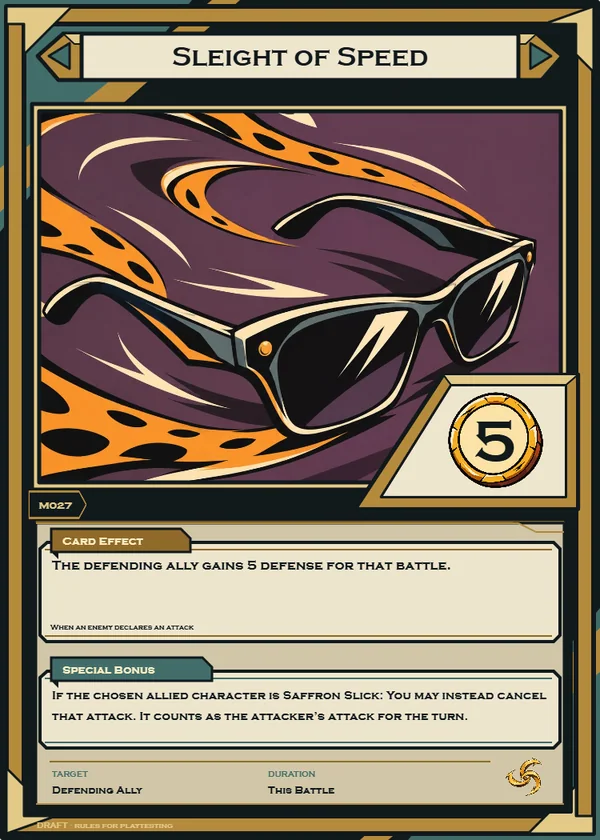 Sleight of Speed
5
M027
Card Effect
The defending ally gains 5 defense for that battle.
When an enemy declares an attack
Special Bonus
If the chosen allied character is Saffron Slick: You may instead cancel
that attack. It counts as the attacker's attack for the turn.
Target
Duration
Defending Ally
This Battle
DRAFT · Rules for playtesting